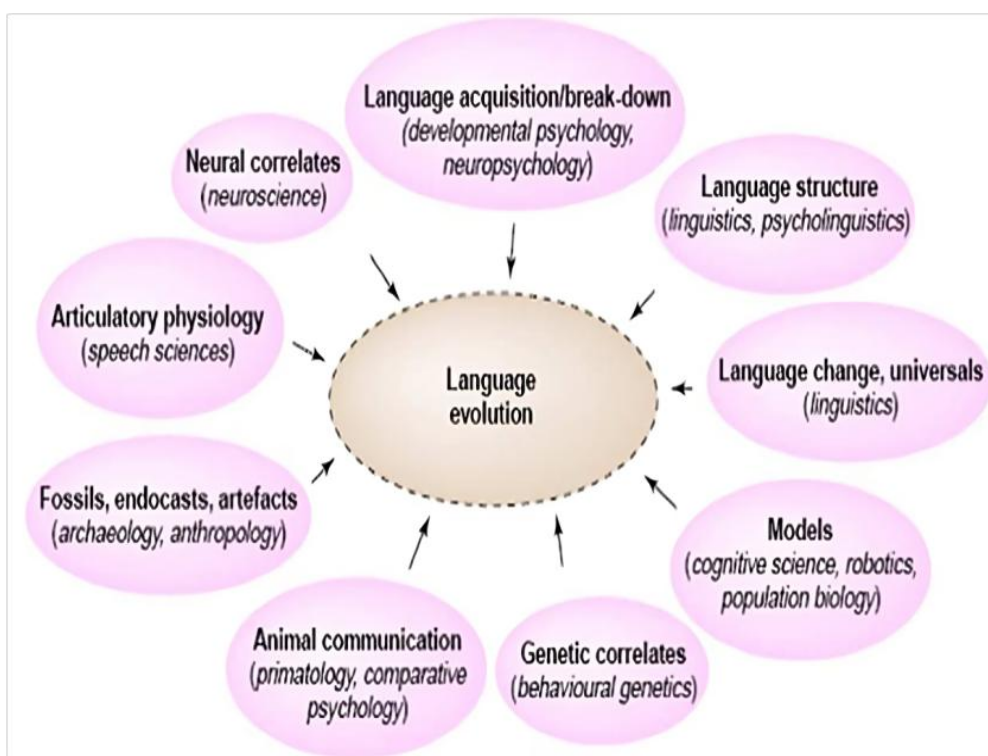 Language acquisition/break-down
(developmental psychology,
neuropsychology)
Neural correlates
(neuroscience)
Language structure
(linguistics, psycholinguistics)
Articulatory physiology
(speech sciences)
Language
evolution
Language change, universals
(linguistics)
Fossils, endocasts, artefacts
(archaeology, anthropology)
Models
(cognitive science, robotics,
population biology)
Animal communication
(primatology, comparative
psychology)
Genetic correlates
(behavioural genetics)